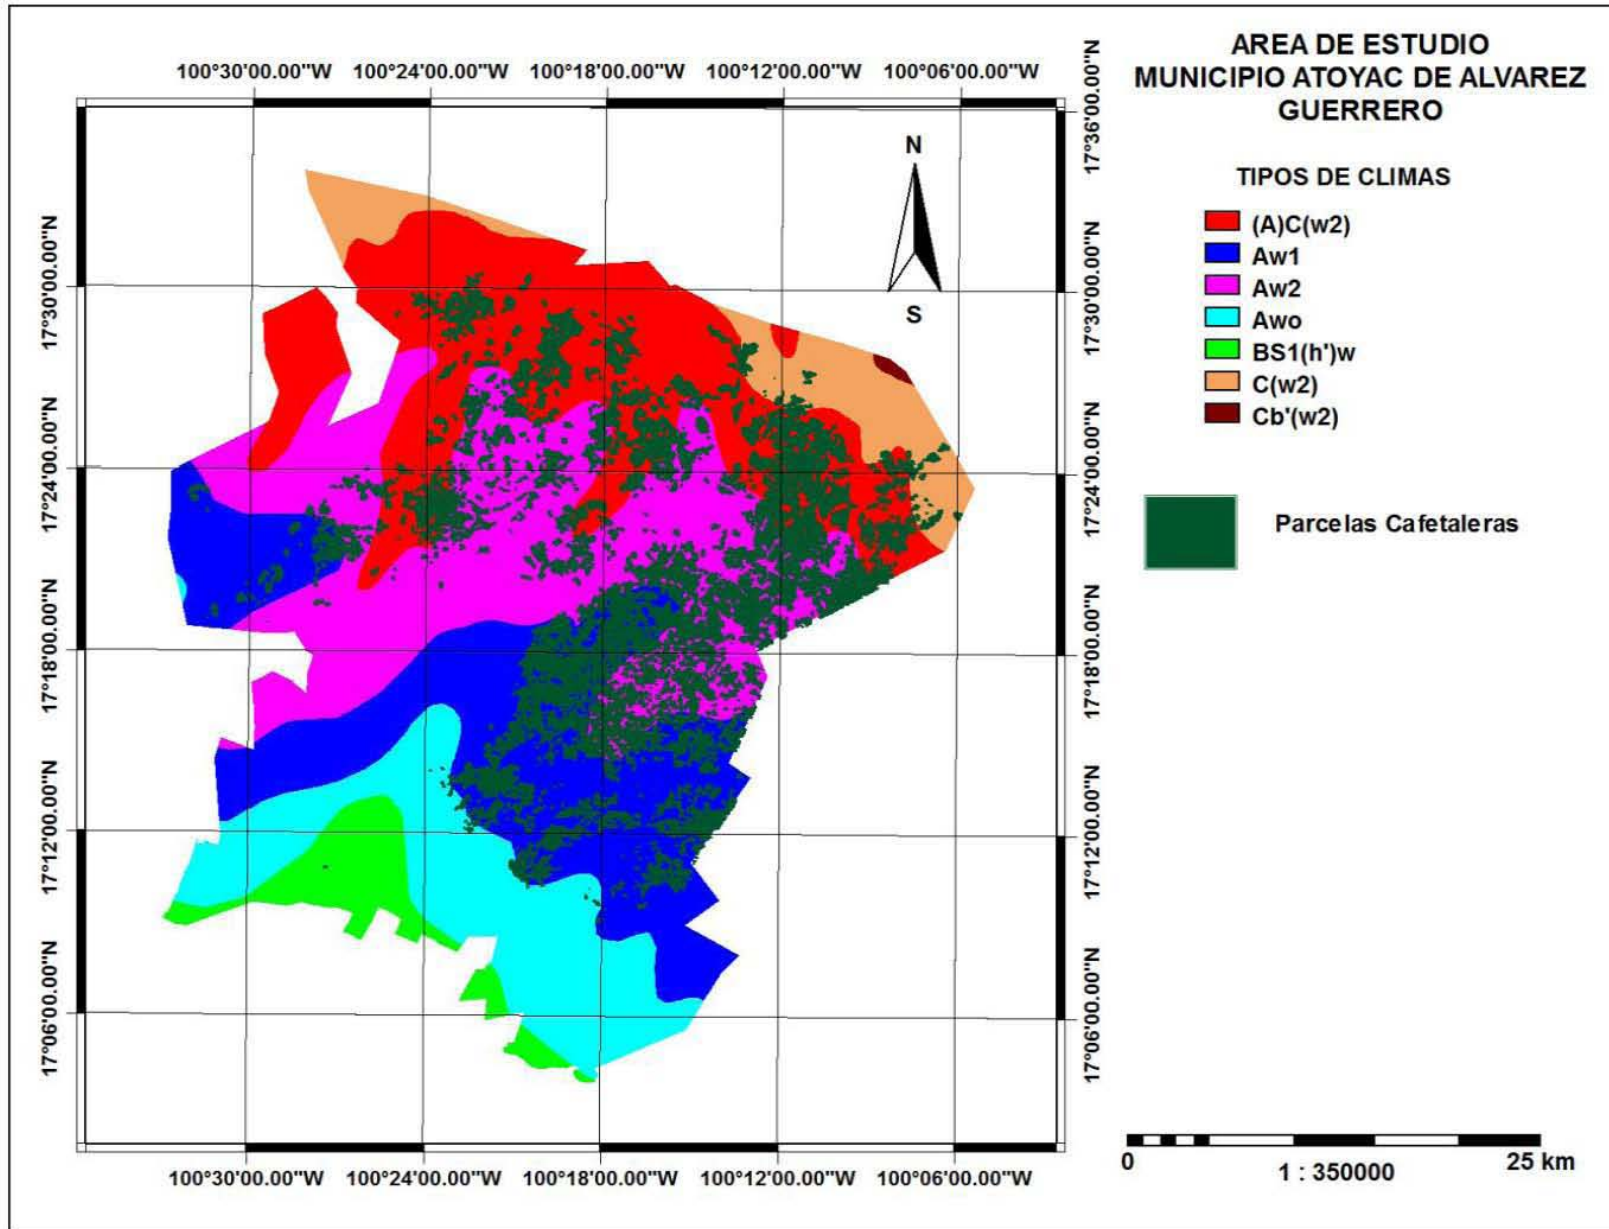 AREA DE ESTUDIO
MUNICIPIO ATOYAC DE ALVAREZ
GUERRERO
100°30'00.00"W 100°24'00.00"W 100°18'00.00"W 100°12'00.00"W 100°06'00.00"W
17°36'00.00"N
17°30'00.00"N
17°24'00.00"N
17°18'00.00"N
17°12'00.00"N
17°06'00.00"N
17°30'00.00"N
17°24'00.00"N
17°18'00.00"N
17°12'00.00"N
17°06'00.00"N
N
S
TIPOS DE CLIMAS
(A)C(w2)
Aw1
Aw2
Awo
BS1(h')w
C(w2)
Cb'(w2)
Parcelas Cafetaleras
0 25 km
1 : 350000
100°30'00.00"W 100°24'00.00"W 100°18'00.00"W 100°12'00.00"W 100°06'00.00"W